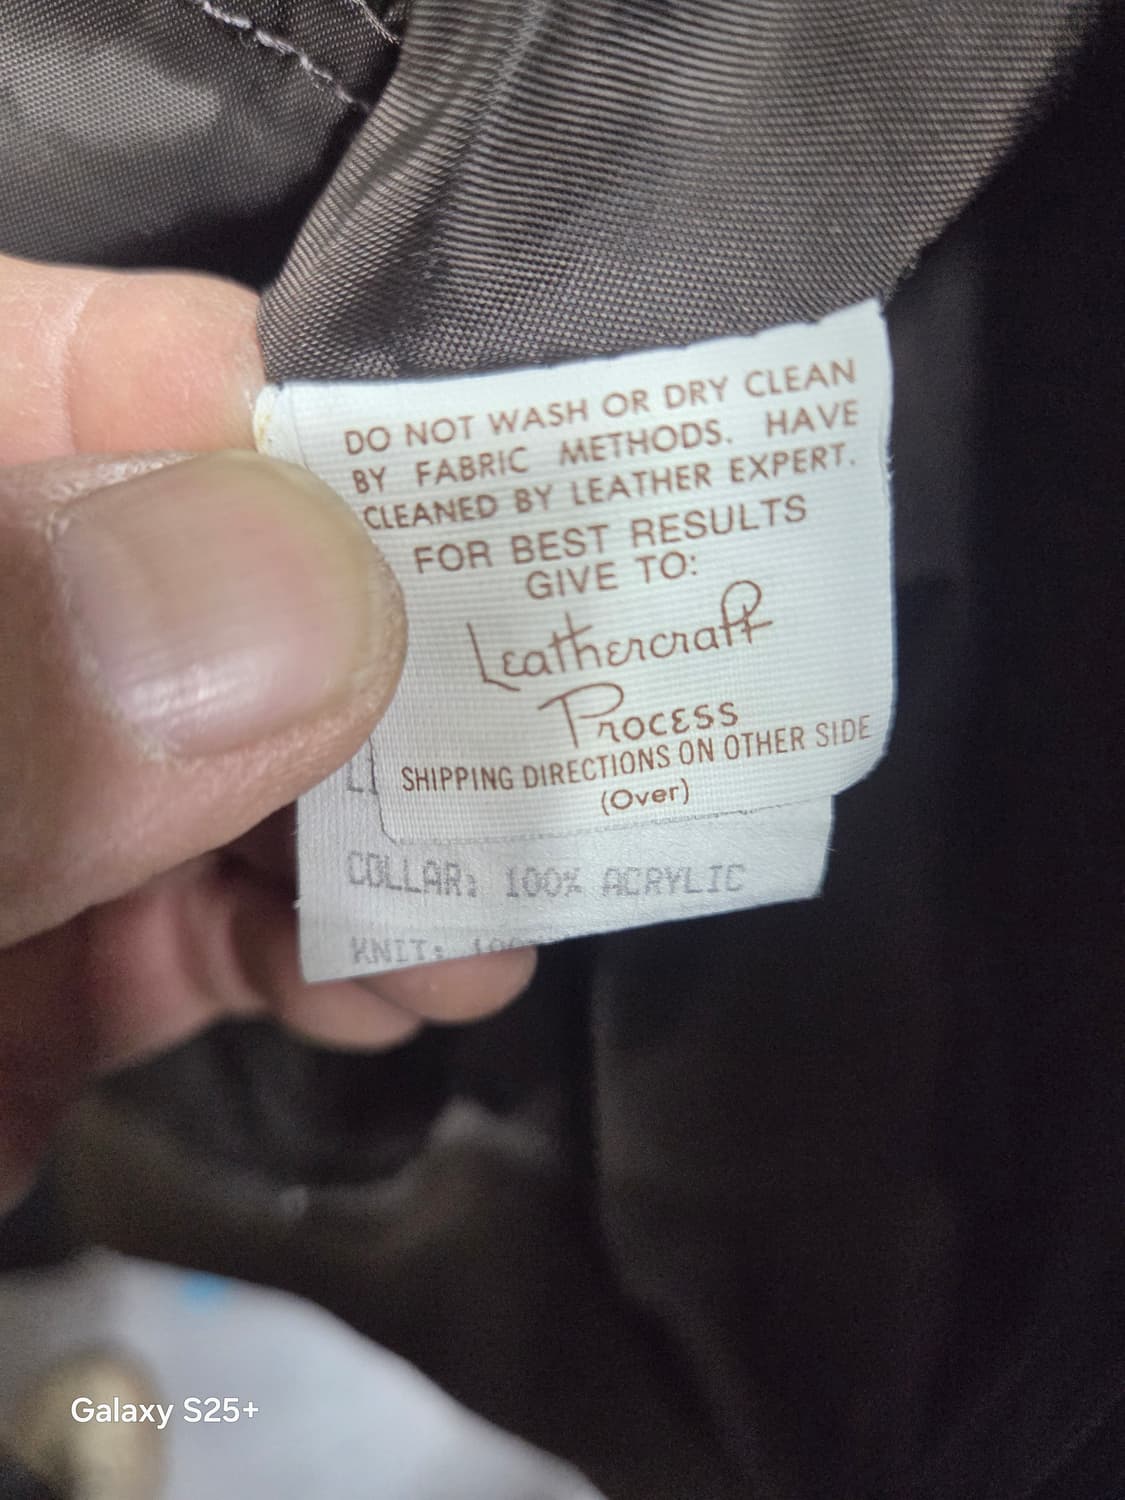 DO NOT WASH OR DRY CLEAN
BY FABRIC METHODS. HAVE
CLEANED BY LEATHER EXPERT.
FOR BEST RESULTS
GIVE TO:
Leathercraft
Process
SHIPPING DIRECTIONS ON OTHER SIDE
(Over)
COLLAR: 100% ACRYLIC
KNIT:
Galaxy S25+